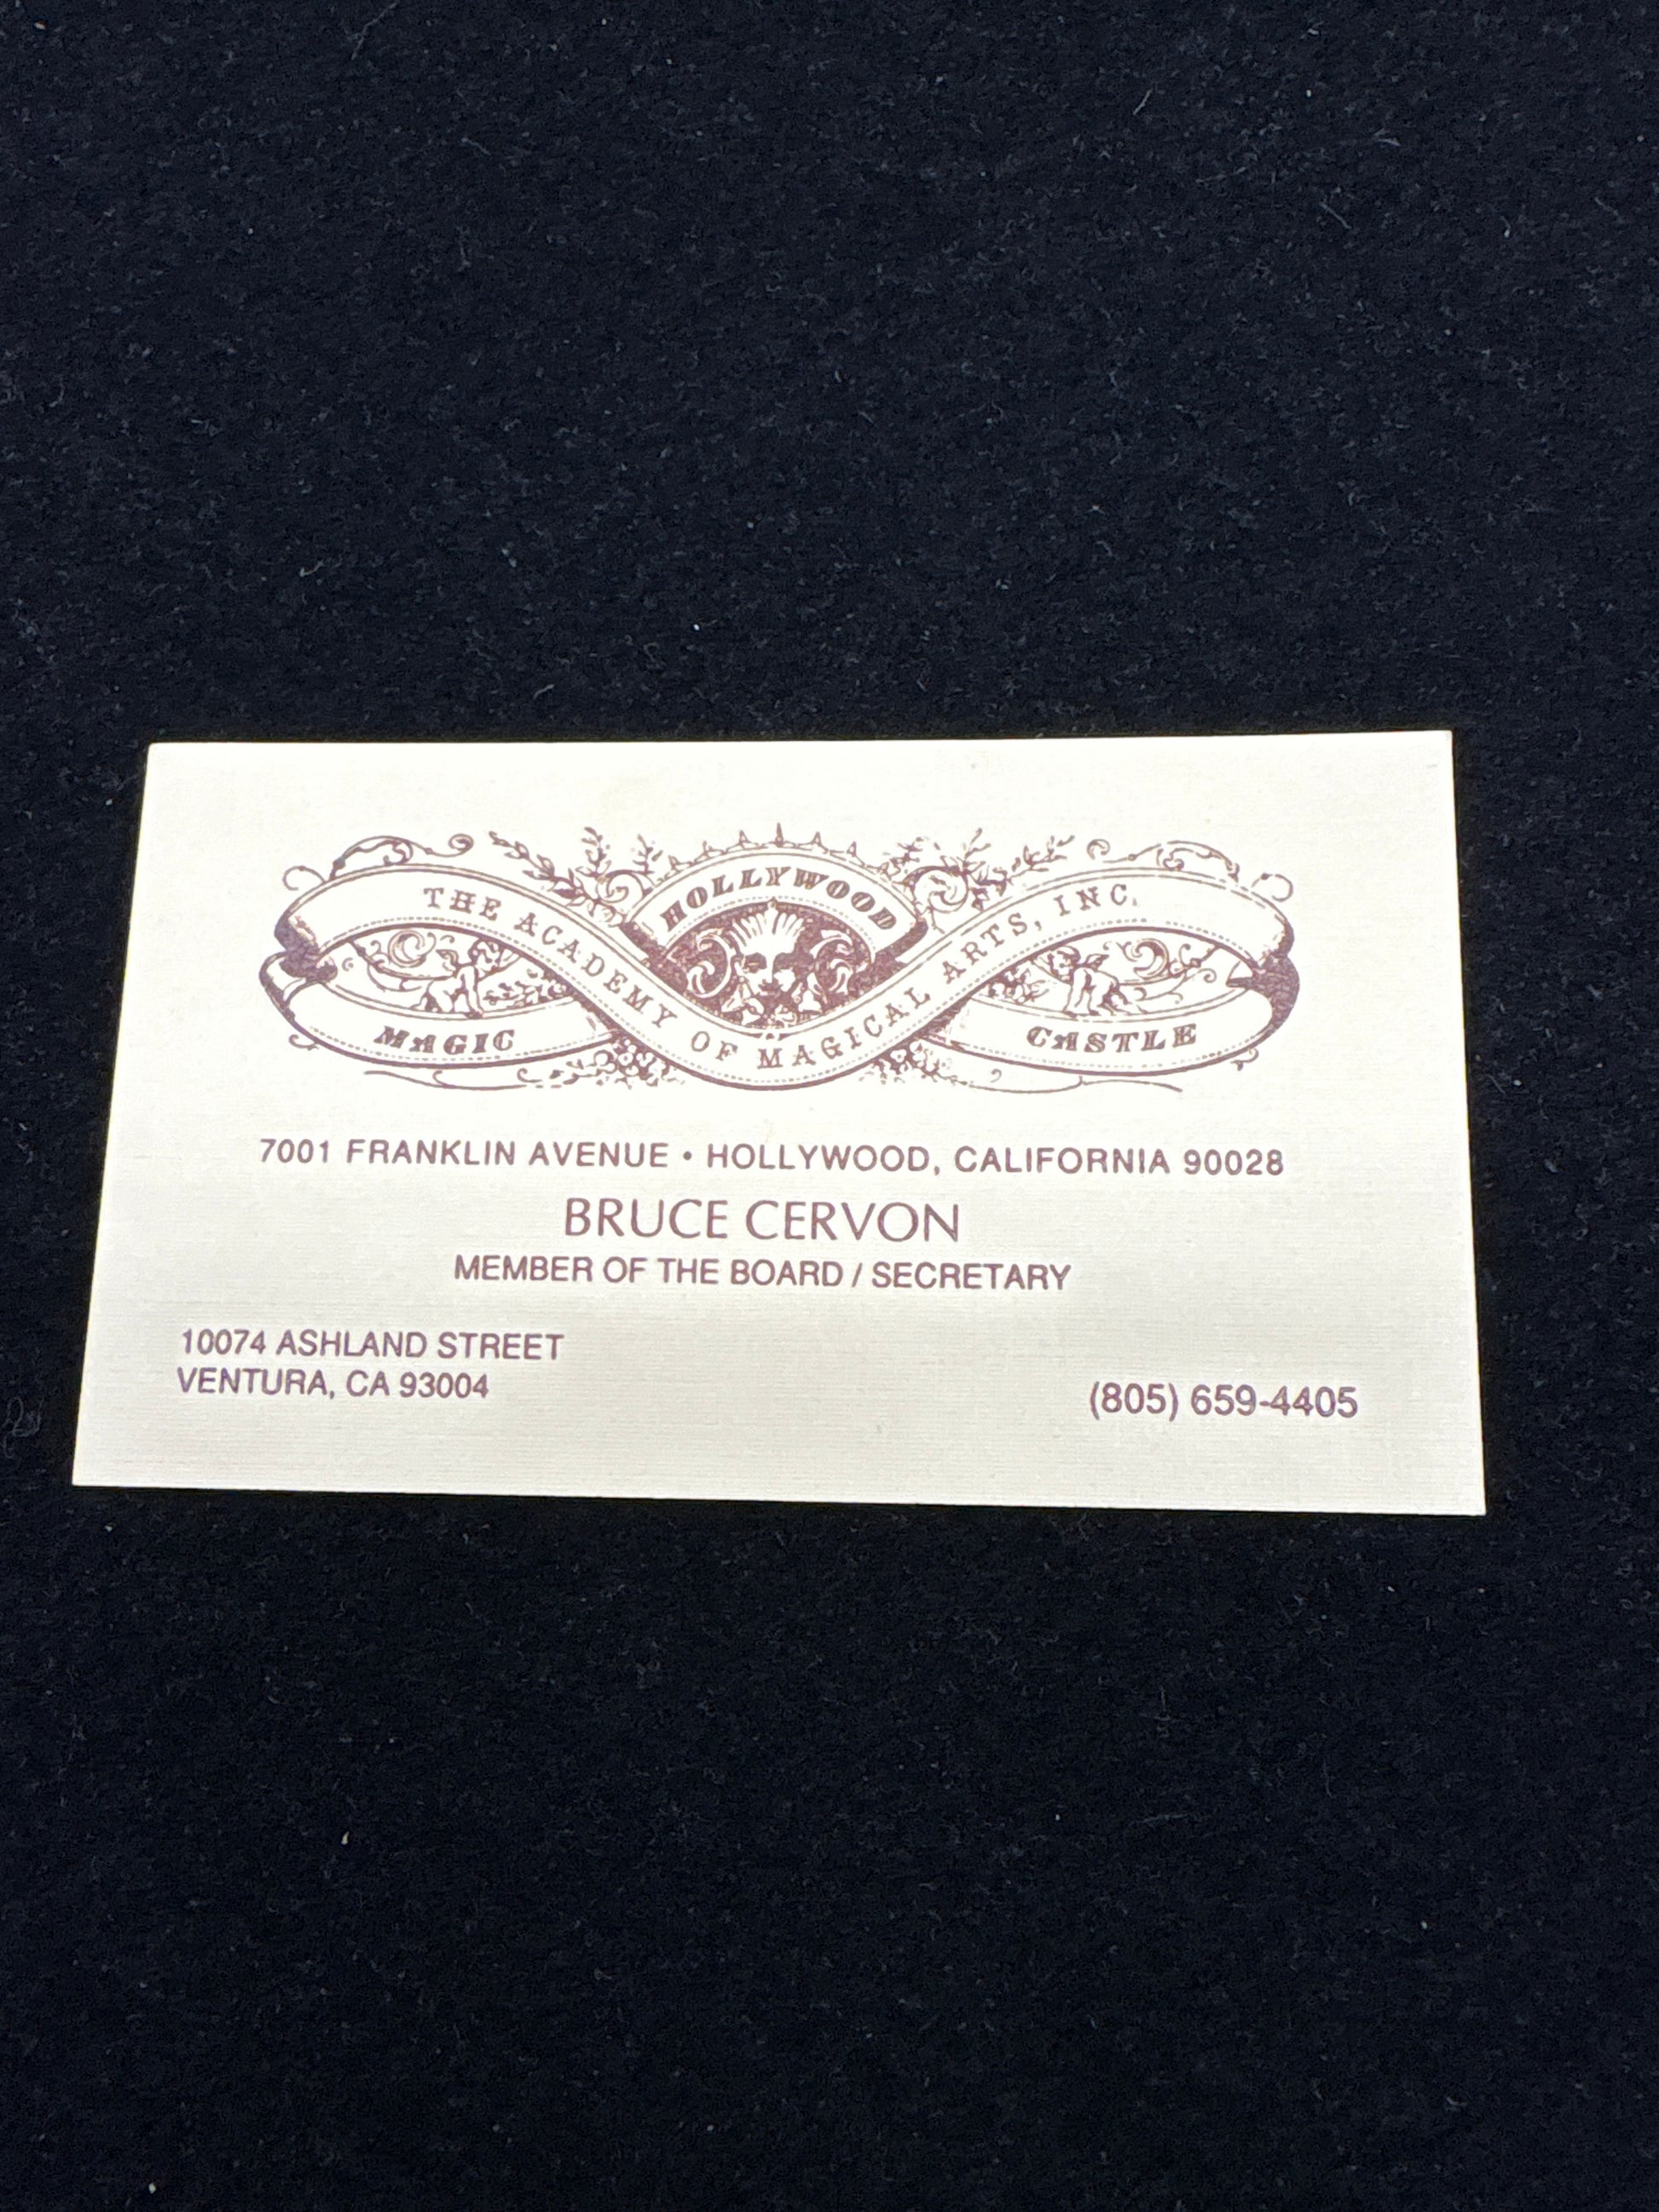 HOLLYWOOD
THE ACADEMY OF MAGICAL ARTS, INC.
MAGIC CASTLE
7001 FRANKLIN AVENUE • HOLLYWOOD, CALIFORNIA 90028
BRUCE CERVON
MEMBER OF THE BOARD / SECRETARY
10074 ASHLAND STREET
VENTURA, CA 93004
(805) 659-4405